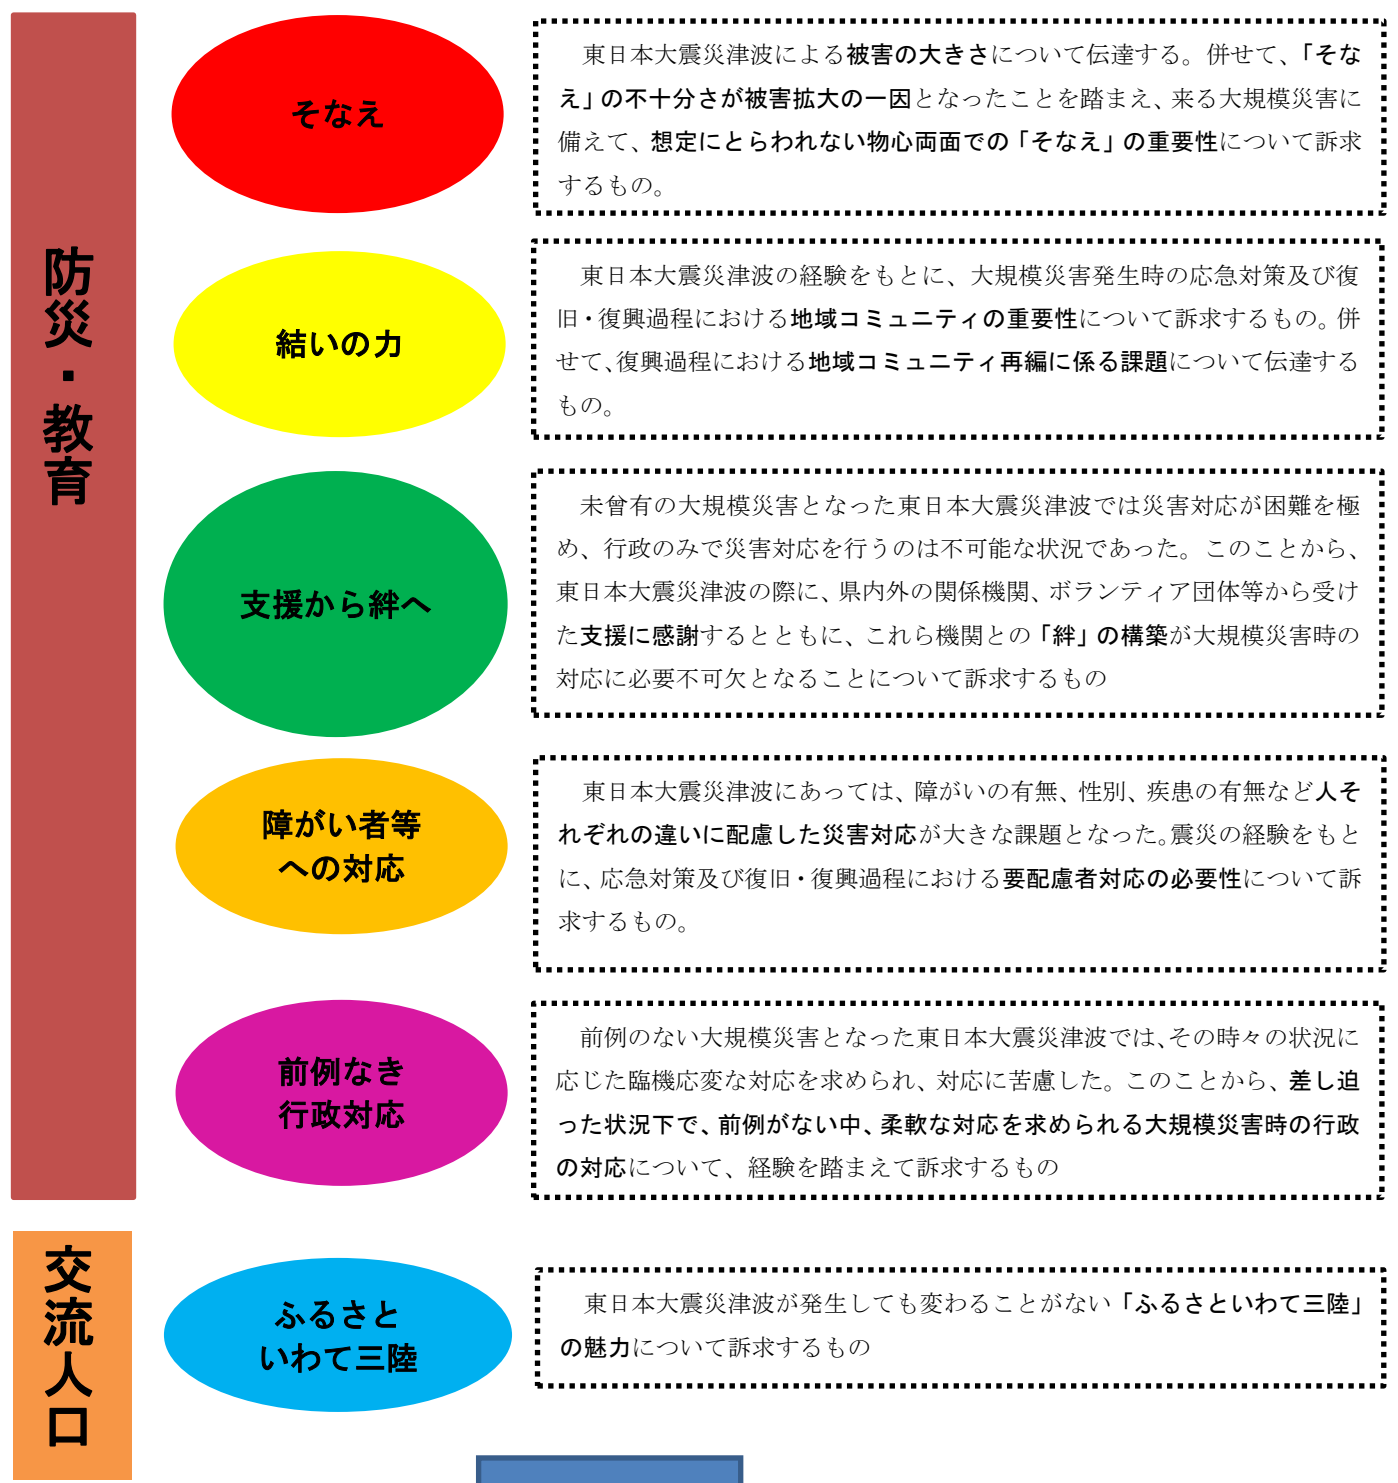 防災・教育
そなえ
東日本大震災津波による被害の大きさについて伝達する。併せて、「そな
え」の不十分さが被害拡大の一因となったことを踏まえ、来る大規模災害に
備えて、想定にとらわれない物心両面での「そなえ」の重要性について訴求
するもの。
結いの力
東日本大震災津波の経験をもとに、大規模災害発生時の応急対策及び復
旧・復興過程における地域コミュニティの重要性について訴求するもの。併
せて、復興過程における地域コミュニティ再編に係る課題について伝達する
もの。
支援から絆へ
未曾有の大規模災害となった東日本大震災津波では災害対応が困難を極
め、行政のみで災害対応を行うのは不可能な状況であった。このことから、
東日本大震災津波の際に、県内外の関係機関、ボランティア団体等から受け
た支援に感謝するとともに、これら機関との「絆」の構築が大規模災害時の
対応に必要不可欠となることについて訴求するもの
障がい者等
への対応
東日本大震災津波にあっては、障がいの有無、性別、疾患の有無など人そ
れぞれの違いに配慮した災害対応が大きな課題となった。震災の経験をもと
に、応急対策及び復旧・復興過程における要配慮者対応の必要性について訴
求するもの。
前例なき
行政対応
前例のない大規模災害となった東日本大震災津波では、その時々の状況に
応じた臨機応変な対応を求められ、対応に苦慮した。このことから、差し迫
った状況下で、前例がない中、柔軟な対応を求められる大規模災害時の行政
の対応について、経験を踏まえて訴求するもの
交流人口
ふるさと
いわて三陸
東日本大震災津波が発生しても変わることがない「ふるさといわて三陸」
の魅力について訴求するもの